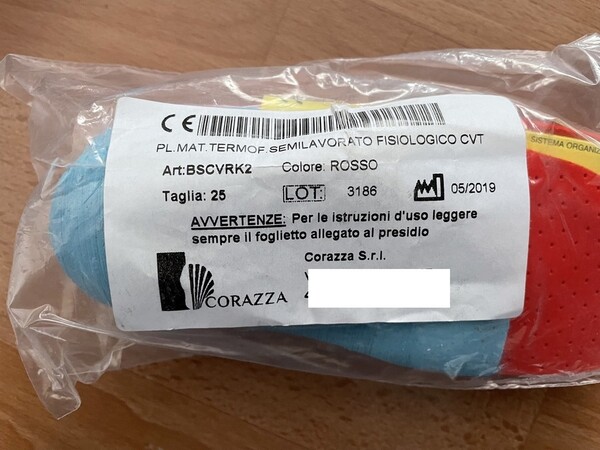 CE
PL.MAT.TERMOF.SEMILAVORATO FISIOLOGICO CVT
Art:BSCVRK2 Colore: ROSSO
Taglia: 25 LOT: 3186 05/2019
AVVERTENZE: Per le istruzioni d'uso leggere
sempre il foglietto allegato al presidio
Corazza S.r.l.
CORAZZA
SISTEMA